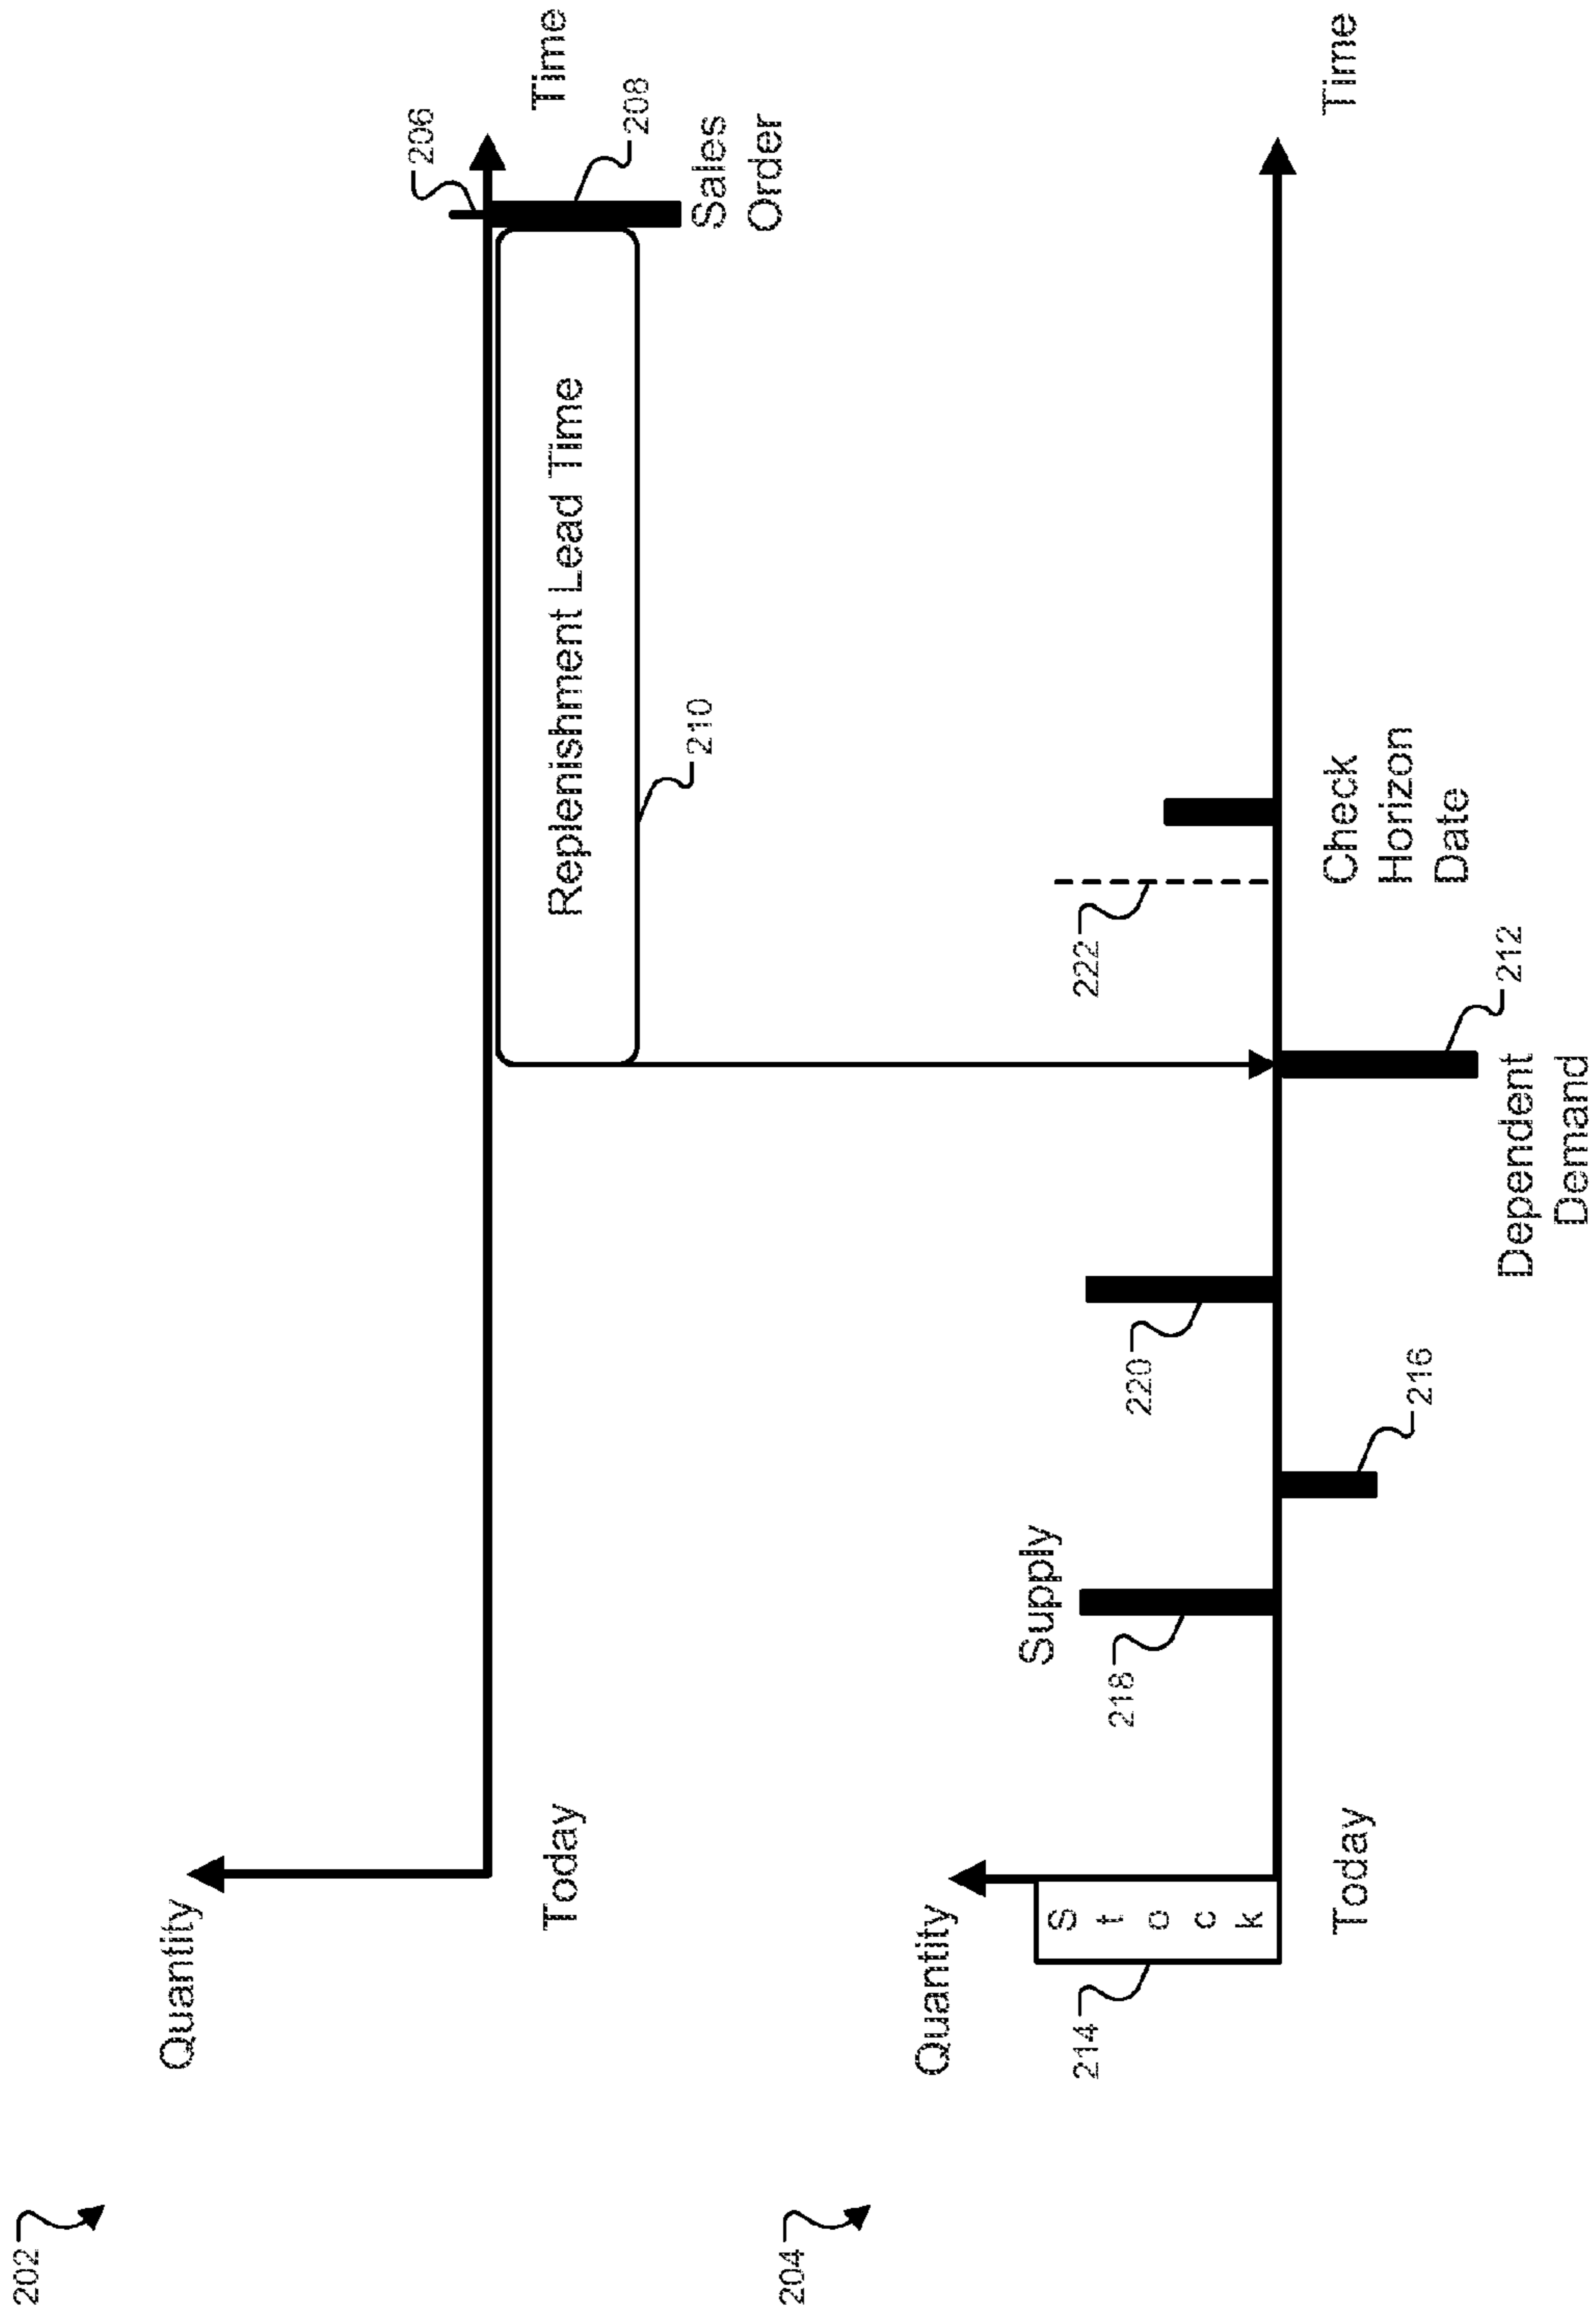 202
Quantity
206
Time
Today
Replenishment Lead Time
208
Sales
Order
210
204
Quantity
214
Stock
Supply
218
220
222
Today
216
Check
Horizon
Date
Time
212
Dependent
Demand